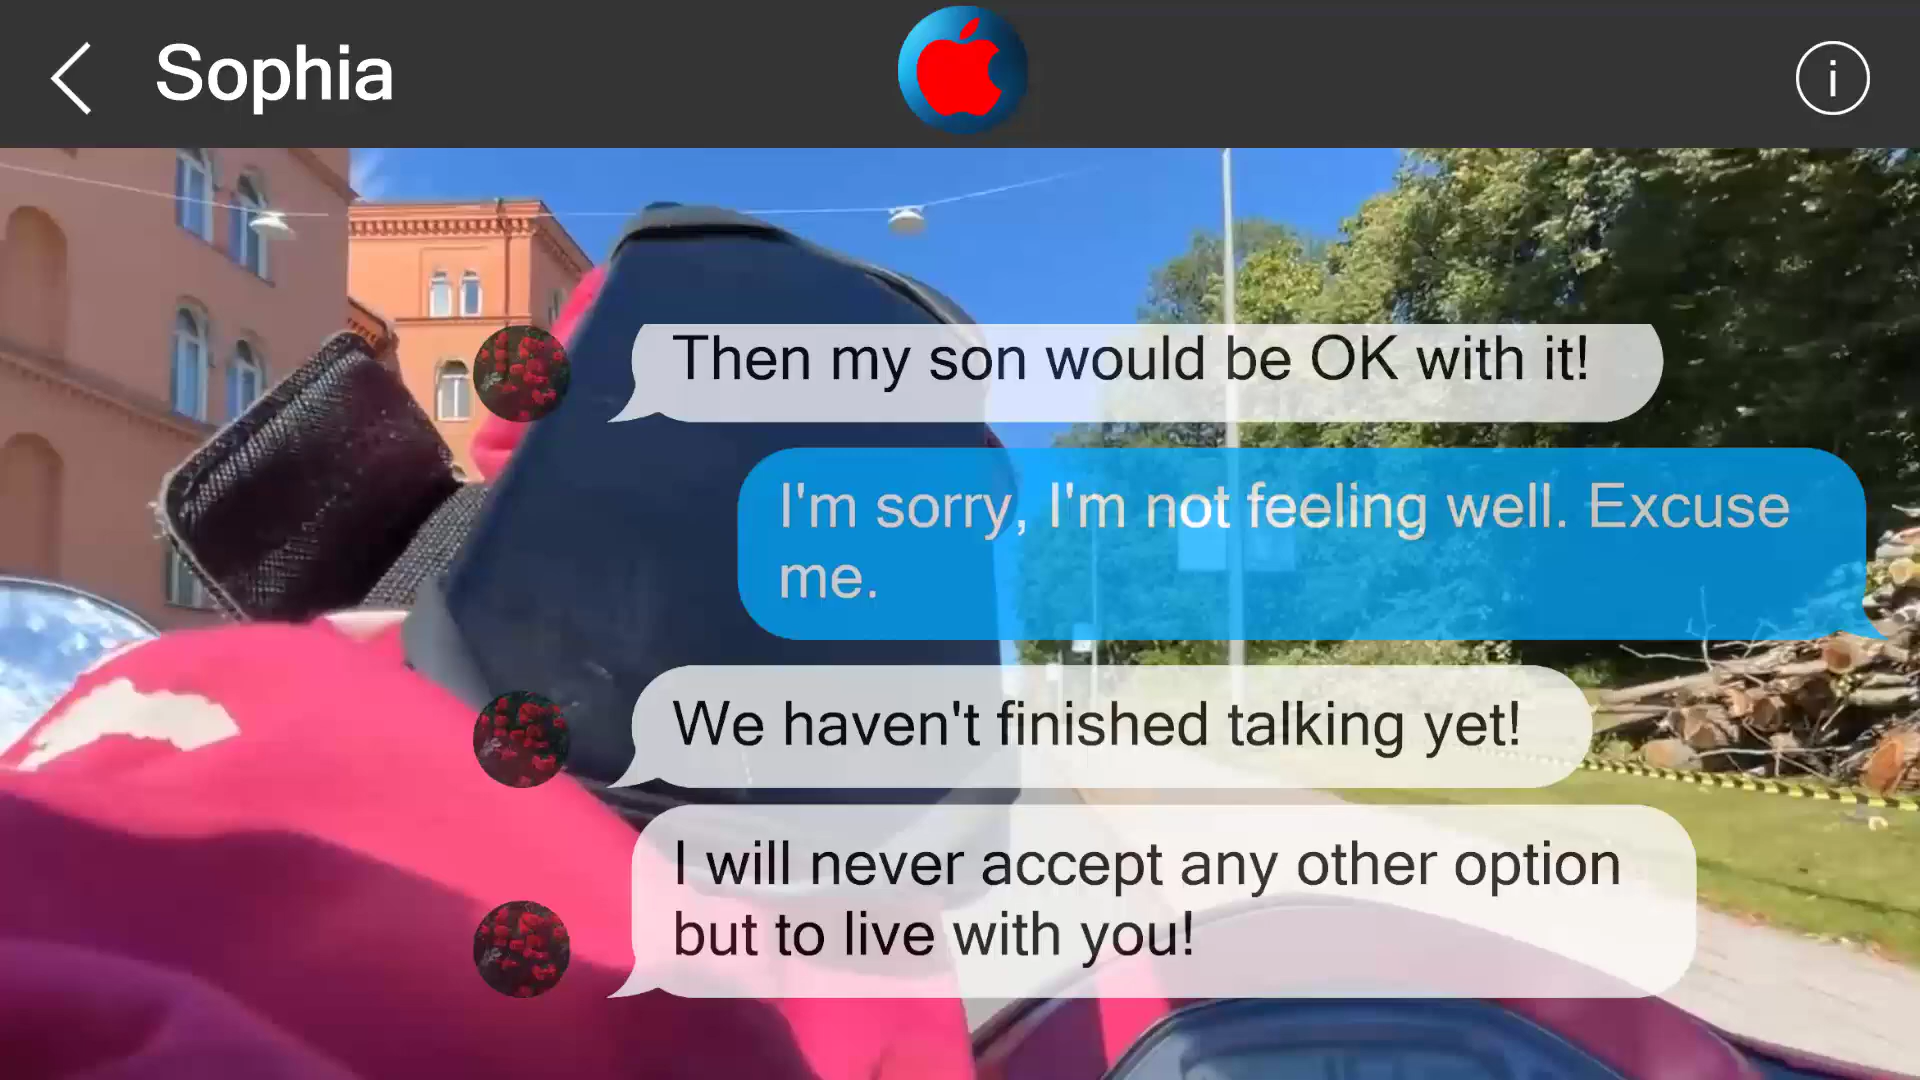 Sophia
Then my son would be OK with it!
I'm sorry, I'm not feeling well. Excuse
me.
We haven't finished talking yet!
I will never accept any other option
but to live with you!